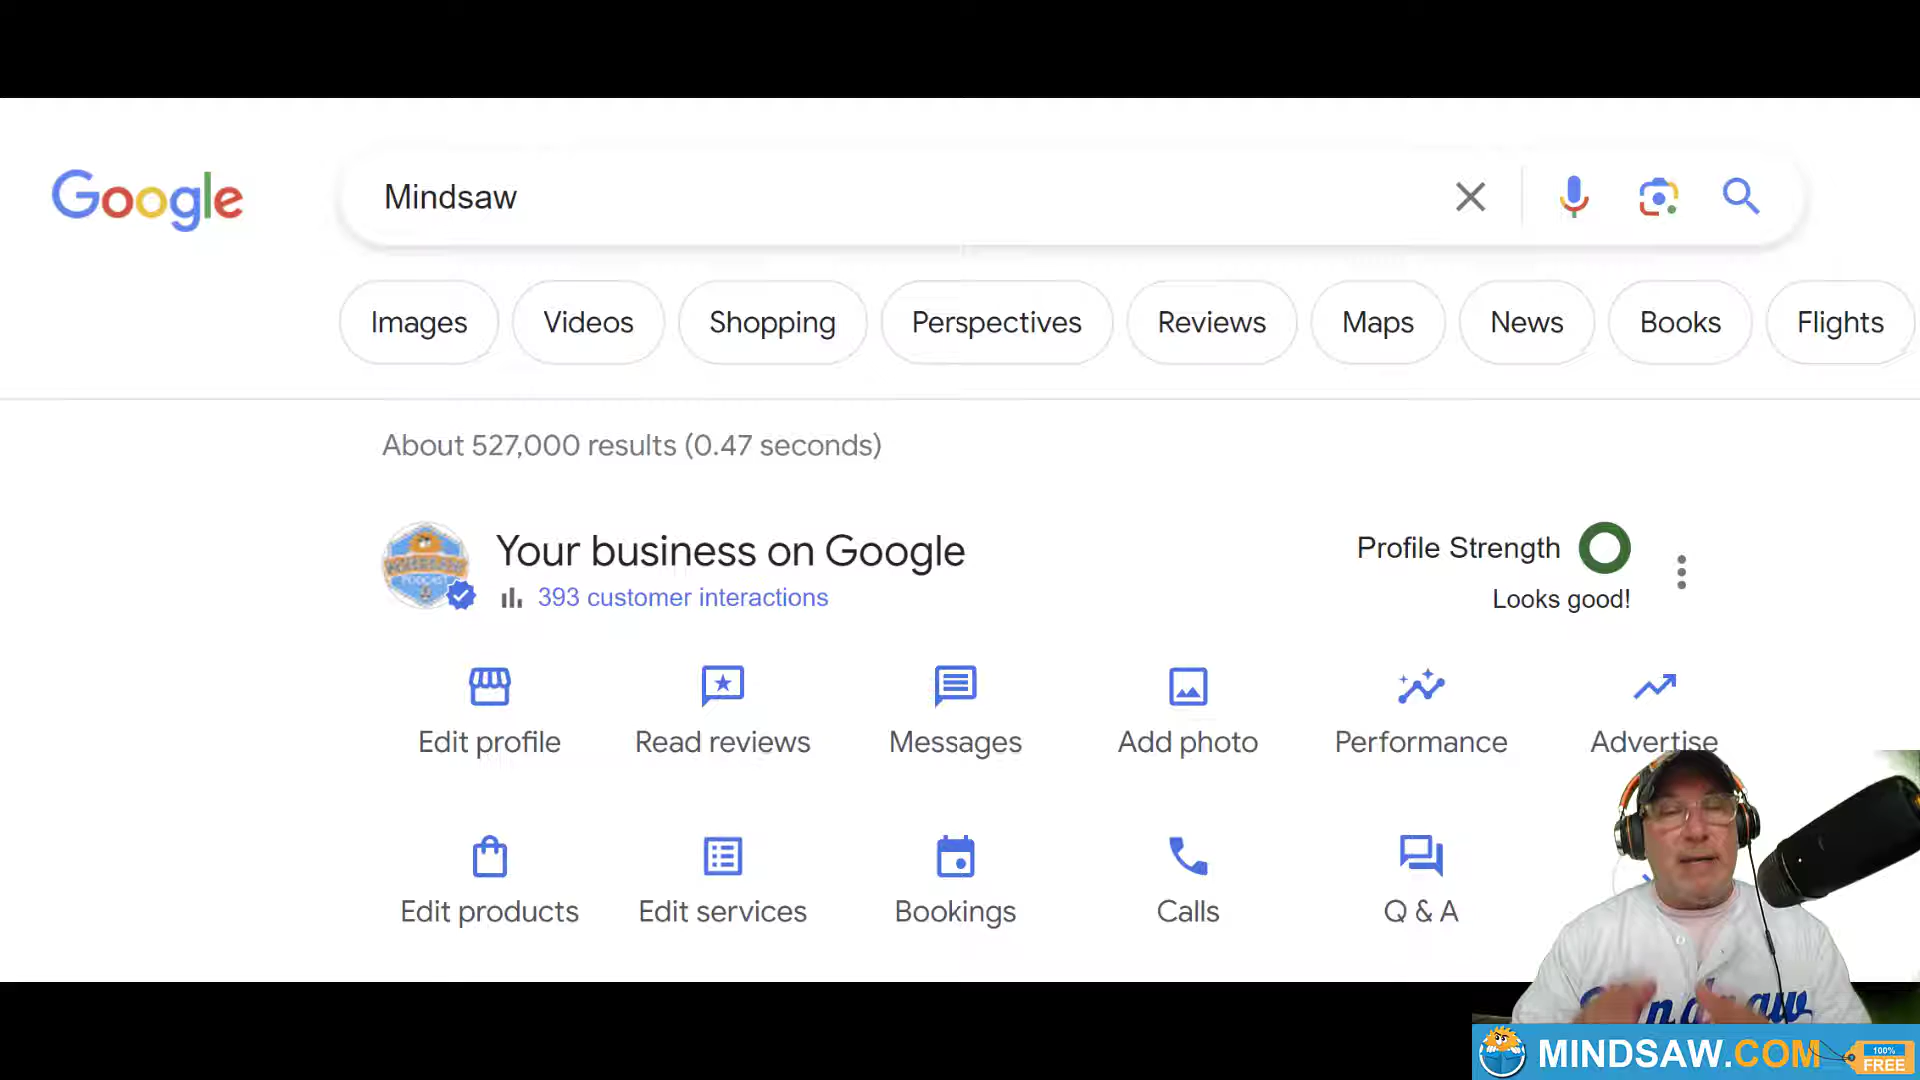 Google
Mindsaw
Images Videos Shopping Perspectives Reviews Maps News Books Flights
About 527,000 results (0.47 seconds)
Your business on Google
393 customer interactions
Profile Strength
Looks good!
Edit profile Read reviews Messages Add photo Performance Advertise
Edit products Edit services Bookings Calls Q & A
PODCAST
MINDSAW.COM
100%
FREE